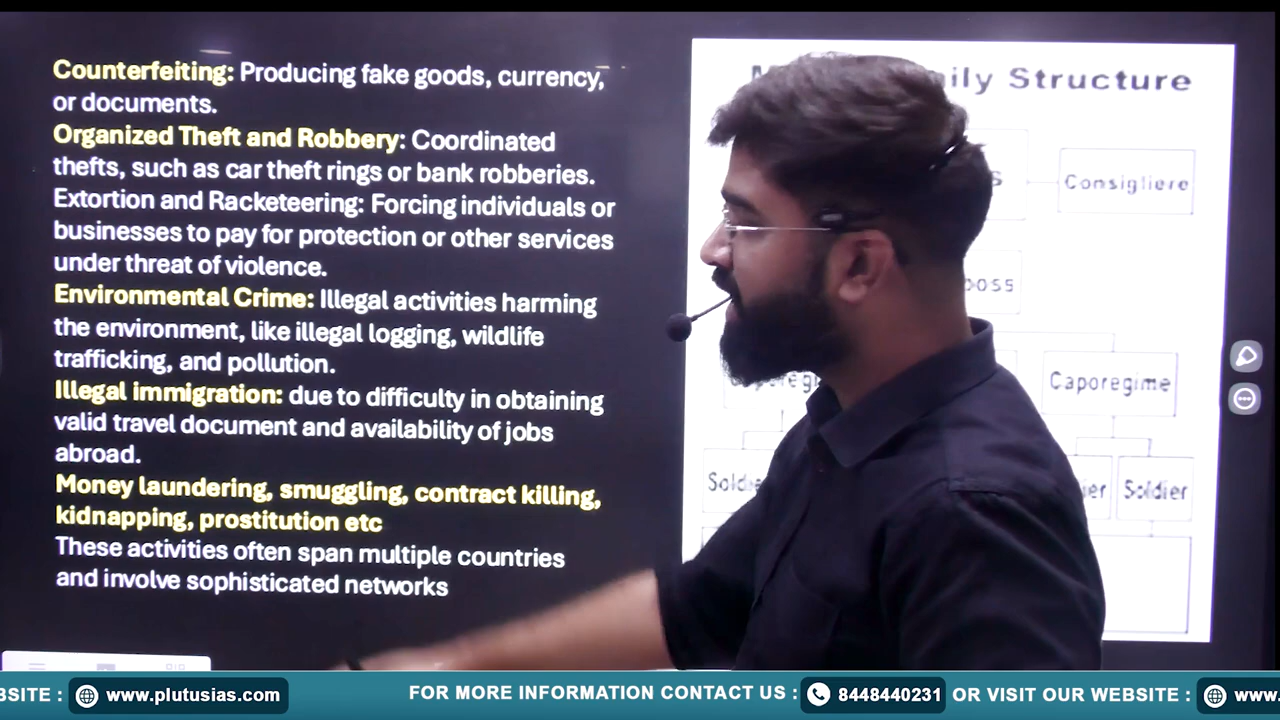 Counterfeiting: Producing fake goods, currency,
or documents.
Organized Theft and Robbery: Coordinated
thefts, such as car theft rings or bank robberies.
Extortion and Racketeering: Forcing individuals or
businesses to pay for protection or other services
under threat of violence.
Environmental Crime: Illegal activities harming
the environment, like illegal logging, wildlife
trafficking, and pollution.
Illegal immigration: due to difficulty in obtaining
valid travel document and availability of jobs
abroad.
Money laundering, smuggling, contract killing,
kidnapping, prostitution etc
These activities often span multiple countries
and involve sophisticated networks
Structure
Consigliere
Caporegime
Soldier
BSITE : www.plutusias.com FOR MORE INFORMATION CONTACT US : 8448440231 OR VISIT OUR WEBSITE : www.